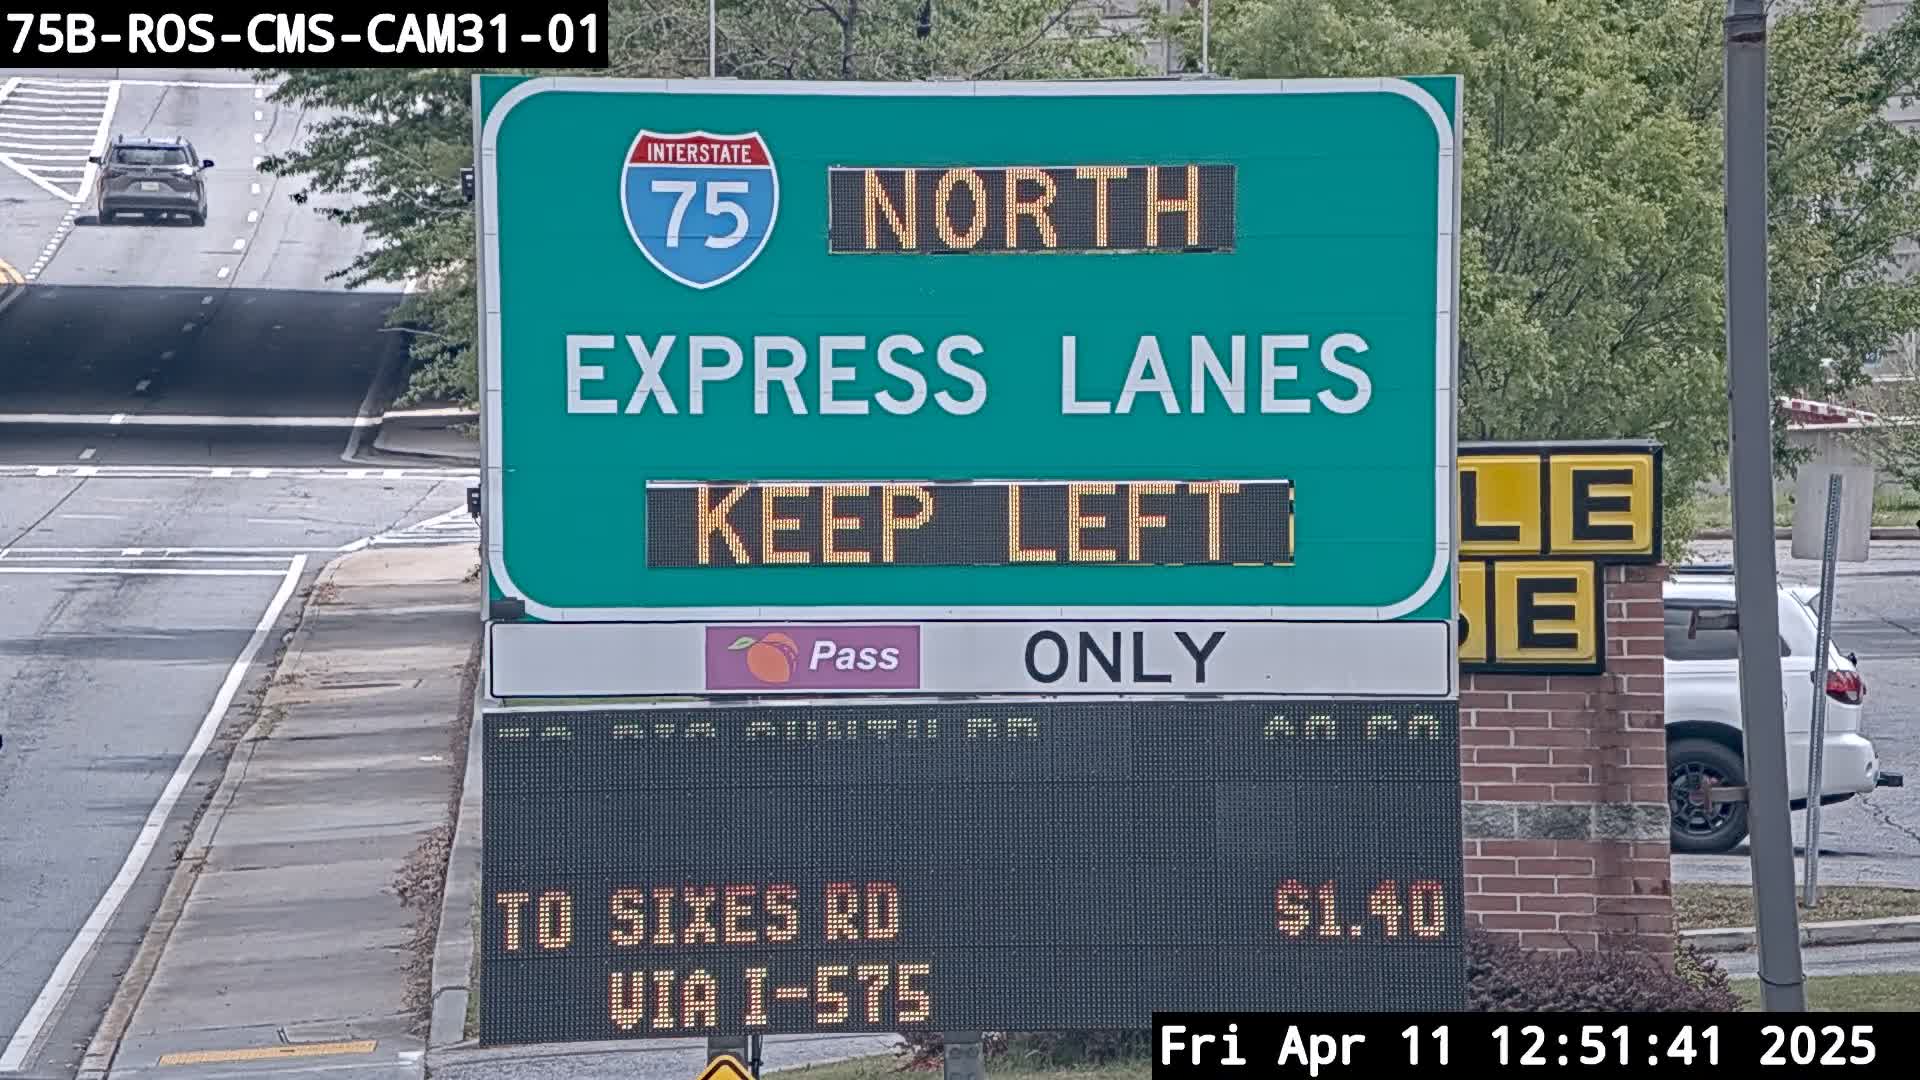 75B-ROS-CMS-CAM31-01
INTERSTATE
75
NORTH
EXPRESS LANES
KEEP LEFT
Pass ONLY
LE
E
TO SIXES RD $1.40
VIA I-575
Fri Apr 11 12:51:41 2025